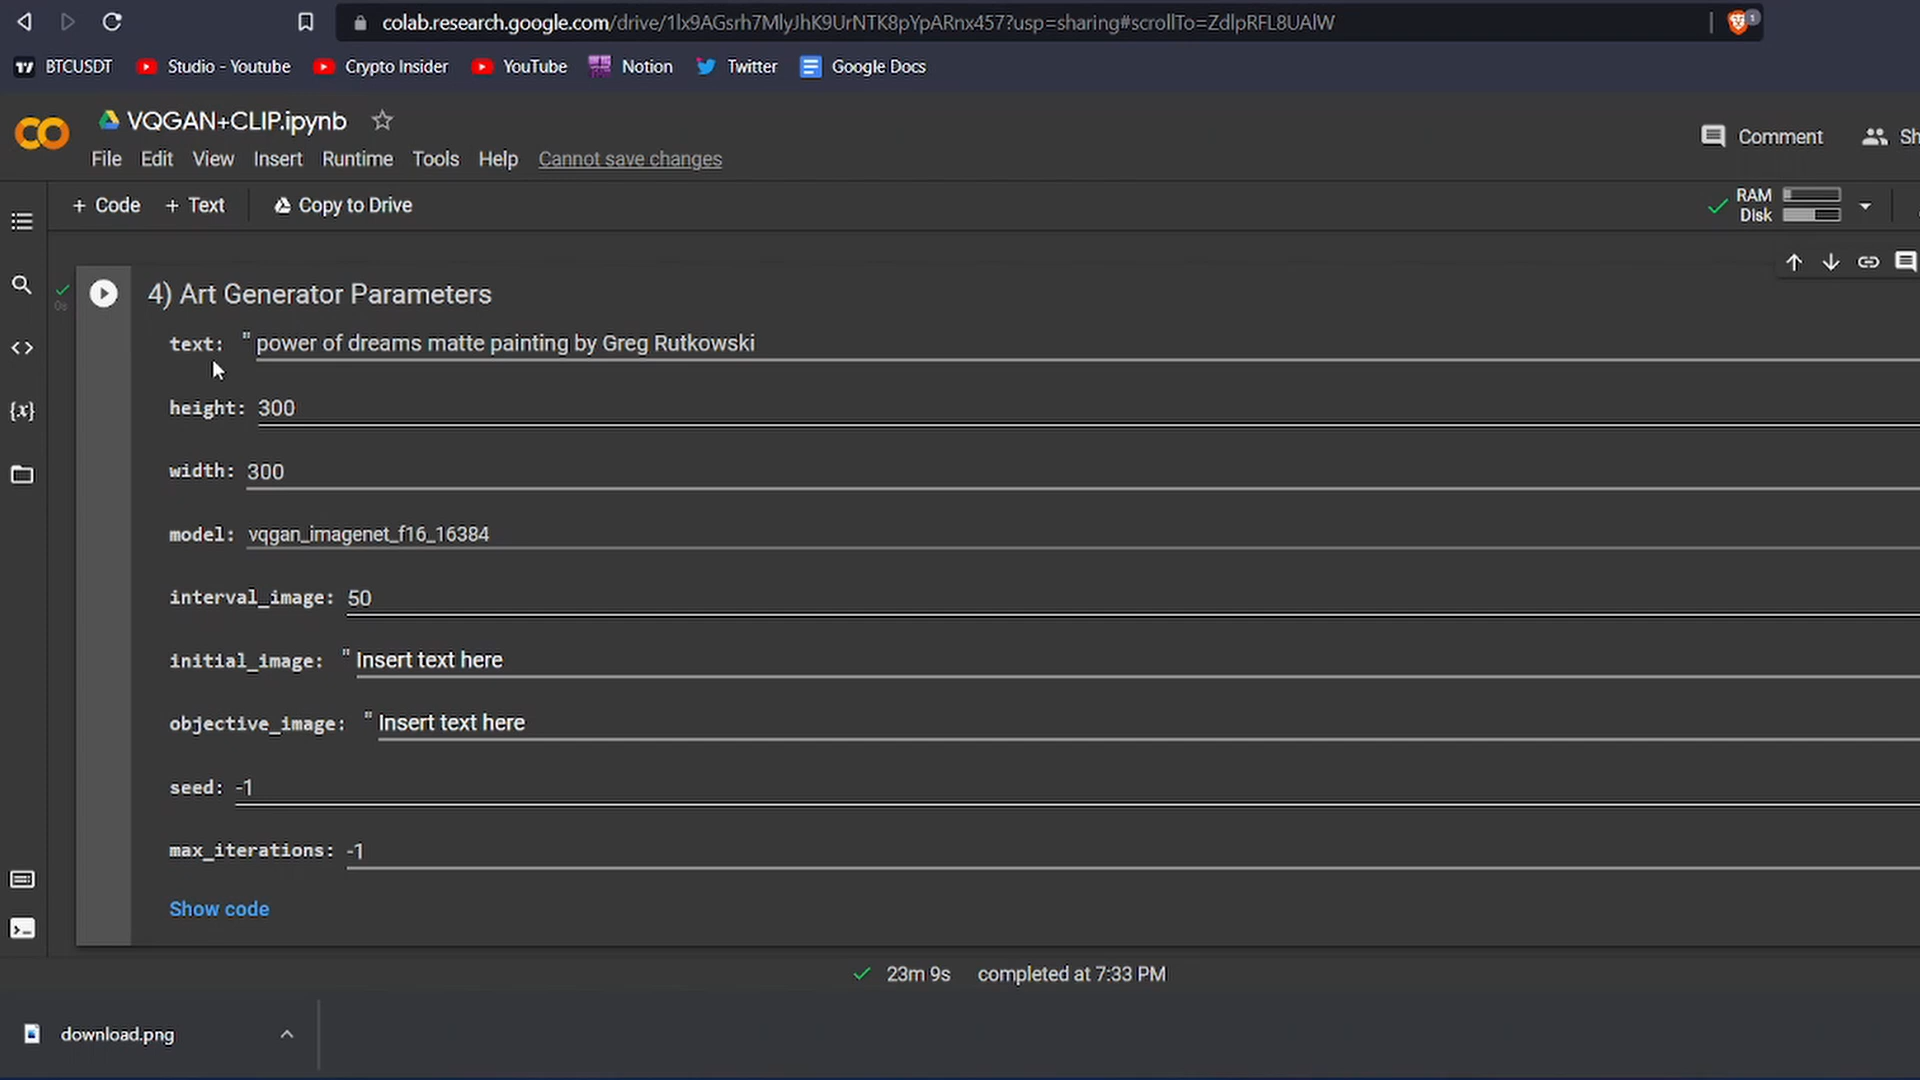 colab.research.google.com/drive/1lx9AGsrh7MlyJhK9UrNTK8pYpARnx457?usp=sharing#scrollTo=ZdlpRFL8UAlW
1
BTCUSDT Studio - Youtube Crypto Insider YouTube Notion Twitter Google Docs
VQGAN+CLIP.ipynb
Comment Sh
File Edit View Insert Runtime Tools Help Cannot save changes
+ Code + Text Copy to Drive
RAM
Disk
4) Art Generator Parameters
0s
text: " power of dreams matte painting by Greg Rutkowski
height: 300
width: 300
model: vqgan_imagenet_f16_16384
interval_image: 50
initial_image: " Insert text here
objective_image: " Insert text here
seed: -1
max_iterations: -1
Show code
23m 9s completed at 7:33 PM
download.png